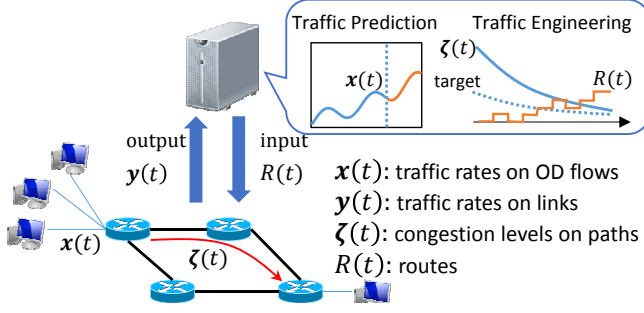 Traffic Prediction
Traffic Engineering
x(t)
ζ(t)
target
R(t)
output
y(t)
input
R(t)
x(t)
ζ(t)
x(t): traffic rates on OD flows
y(t): traffic rates on links
ζ(t): congestion levels on paths
R(t): routes